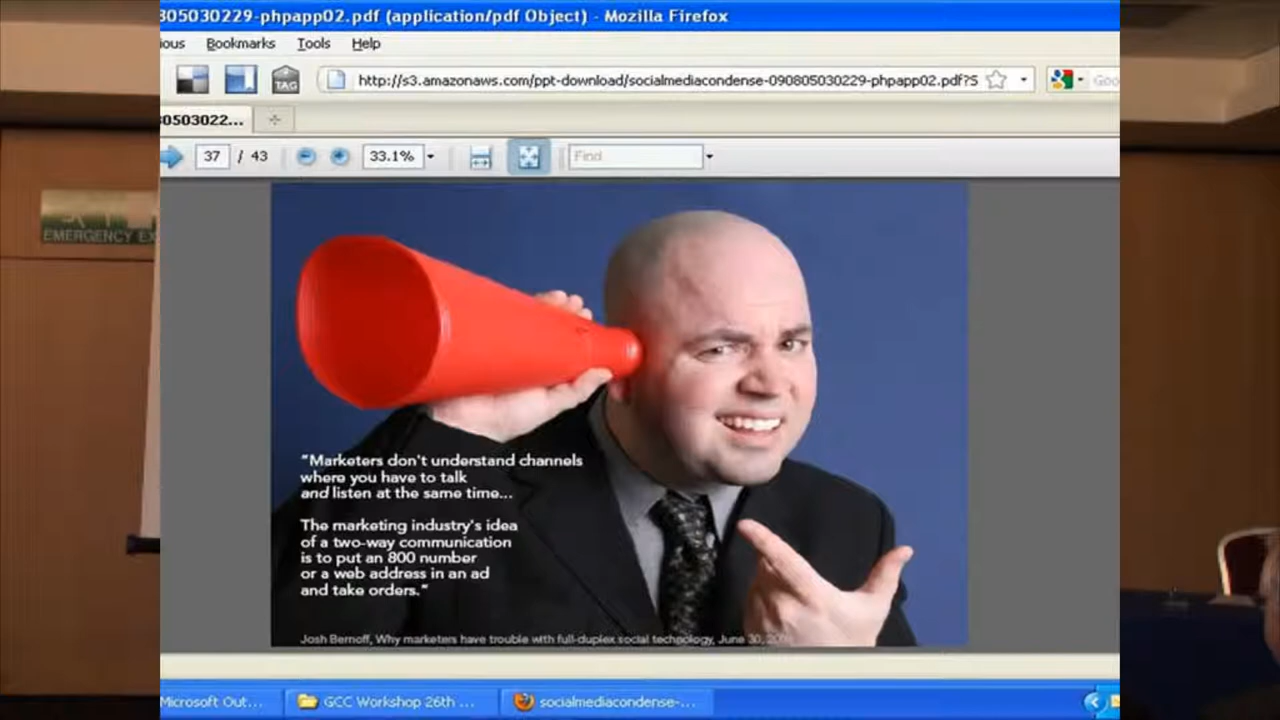 305030229-phpapp02.pdf (application/pdf Object) - Mozilla Firefox
Bookmarks Tools Help
TAG
http://s3.amazonaws.com/ppt-download/socialmediacondense-090805030229-phpapp02.pdf?S
0503022...
37 / 43 33.1% Find
EMERGENCY
"Marketers don't understand channels
where you have to talk
and listen at the same time...
The marketing industry's idea
of a two-way communication
is to put an 800 number
or a web address in an ad
and take orders."
Josh Bernoff, Why marketers have trouble with full-duplex social technology, June 30,
Microsoft Out...
GCC Workshop 26th ...
socialmediacondense-...